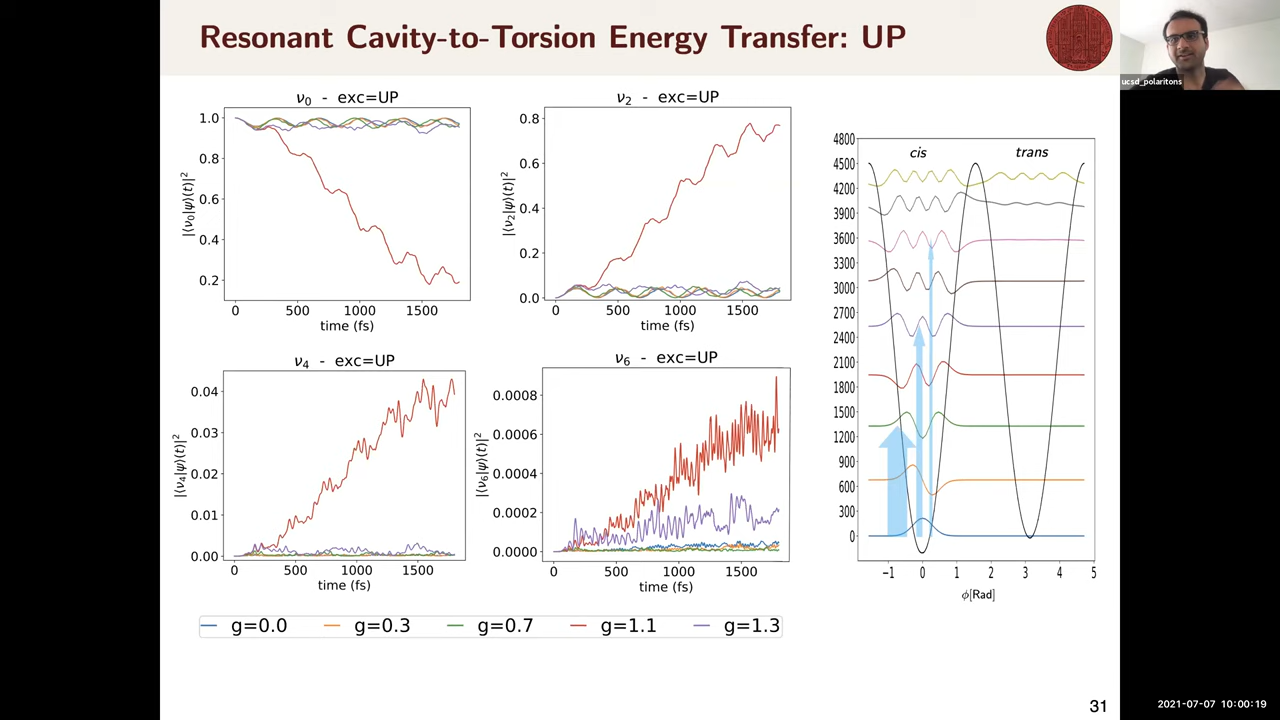 Resonant Cavity-to-Torsion Energy Transfer: UP
ucsd_polaritons
ν₀ - exc=UP
|⟨ν₀|ψ⟩(t)|²
1.0
0.8
0.6
0.4
0.2
0 500 1000 1500
time (fs)
ν₂ - exc=UP
|⟨ν₂|ψ⟩(t)|²
0.8
0.6
0.4
0.2
0.0
0 500 1000 1500
time (fs)
ν₄ - exc=UP
|⟨ν₄|ψ⟩(t)|²
0.04
0.03
0.02
0.01
0.00
0 500 1000 1500
time (fs)
ν₆ - exc=UP
|⟨ν₆|ψ⟩(t)|²
0.0008
0.0006
0.0004
0.0002
0.0000
0 500 1000 1500
time (fs)
g=0.0 g=0.3 g=0.7 g=1.1 g=1.3
cis trans
4800
4500
4200
3900
3600
3300
3000
2700
2400
2100
1800
1500
1200
900
600
300
0
−1 0 1 2 3 4 5
ϕ[Rad]
31
2021-07-07 10:00:19